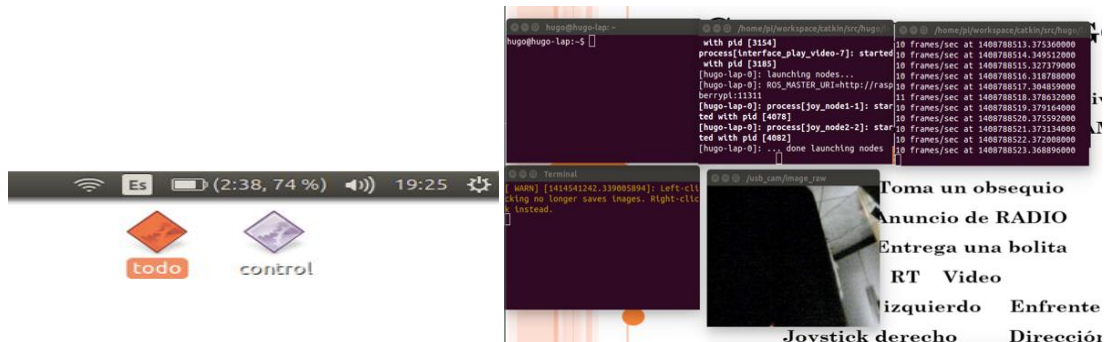 Es (2:38, 74 %) 19:25
todo control
hugo@hugo-lap: ~
hugo@hugo-lap:~$
/home/pi/workspace/catkin/src/hugo/
with pid [3154]
process[interface_play_video-7]: started
with pid [3185]
[hugo-lap-0]: launching nodes...
[hugo-lap-0]: ROS_MASTER_URI=http://rasp
berrypi:11311
[hugo-lap-0]: process[joy_node1-1]: star
ted with pid [4078]
[hugo-lap-0]: process[joy_node2-2]: star
ted with pid [4082]
[hugo-lap-0]: ... done launching nodes
/home/pi/workspace/catkin/src/hugo/
10 frames/sec at 1408788513.375360000
10 frames/sec at 1408788514.349512000
10 frames/sec at 1408788515.327379000
10 frames/sec at 1408788516.318788000
10 frames/sec at 1408788517.304859000
11 frames/sec at 1408788518.378632000
10 frames/sec at 1408788519.379164000
10 frames/sec at 1408788520.375592000
10 frames/sec at 1408788521.373134000
10 frames/sec at 1408788522.372008000
10 frames/sec at 1408788523.368896000
Terminal
[ WARN] [1414541242.339005894]: Left-cli
cking no longer saves images. Right-clic
k instead.
/usb_cam/image_raw
Toma un obsequio
Anuncio de RADIO
Entrega una bolita
RT Video
izquierdo Enfrente
Joystick derecho Dirección